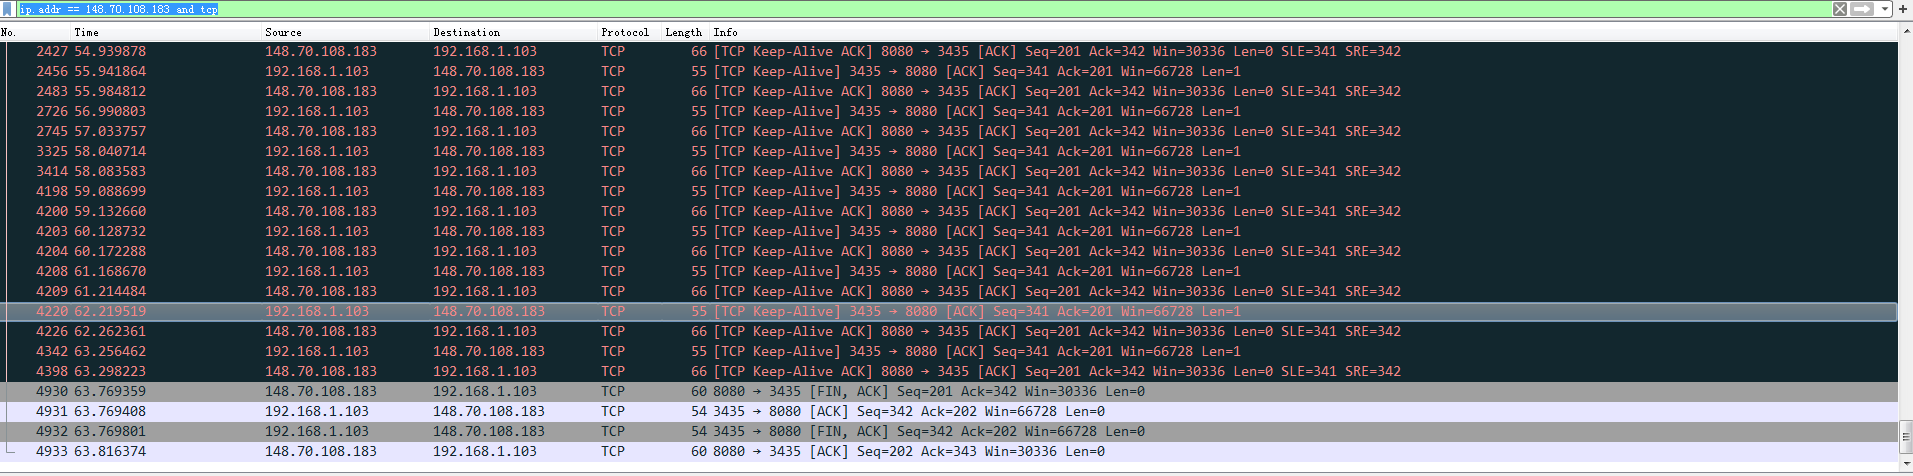 ip.addr == 148.70.108.183 and tcp
No. Time Source Destination Protocol Length Info
2427 54.939878 148.70.108.183 192.168.1.103 TCP 66 [TCP Keep-Alive ACK] 8080 → 3435 [ACK] Seq=201 Ack=342 Win=30336 Len=0 SLE=341 SRE=342
2456 55.941864 192.168.1.103 148.70.108.183 TCP 55 [TCP Keep-Alive] 3435 → 8080 [ACK] Seq=341 Ack=201 Win=66728 Len=1
2483 55.984812 148.70.108.183 192.168.1.103 TCP 66 [TCP Keep-Alive ACK] 8080 → 3435 [ACK] Seq=201 Ack=342 Win=30336 Len=0 SLE=341 SRE=342
2726 56.990803 192.168.1.103 148.70.108.183 TCP 55 [TCP Keep-Alive] 3435 → 8080 [ACK] Seq=341 Ack=201 Win=66728 Len=1
2745 57.033757 148.70.108.183 192.168.1.103 TCP 66 [TCP Keep-Alive ACK] 8080 → 3435 [ACK] Seq=201 Ack=342 Win=30336 Len=0 SLE=341 SRE=342
3325 58.040714 192.168.1.103 148.70.108.183 TCP 55 [TCP Keep-Alive] 3435 → 8080 [ACK] Seq=341 Ack=201 Win=66728 Len=1
3414 58.083583 148.70.108.183 192.168.1.103 TCP 66 [TCP Keep-Alive ACK] 8080 → 3435 [ACK] Seq=201 Ack=342 Win=30336 Len=0 SLE=341 SRE=342
4198 59.088699 192.168.1.103 148.70.108.183 TCP 55 [TCP Keep-Alive] 3435 → 8080 [ACK] Seq=341 Ack=201 Win=66728 Len=1
4200 59.132660 148.70.108.183 192.168.1.103 TCP 66 [TCP Keep-Alive ACK] 8080 → 3435 [ACK] Seq=201 Ack=342 Win=30336 Len=0 SLE=341 SRE=342
4203 60.128732 192.168.1.103 148.70.108.183 TCP 55 [TCP Keep-Alive] 3435 → 8080 [ACK] Seq=341 Ack=201 Win=66728 Len=1
4204 60.172288 148.70.108.183 192.168.1.103 TCP 66 [TCP Keep-Alive ACK] 8080 → 3435 [ACK] Seq=201 Ack=342 Win=30336 Len=0 SLE=341 SRE=342
4208 61.168670 192.168.1.103 148.70.108.183 TCP 55 [TCP Keep-Alive] 3435 → 8080 [ACK] Seq=341 Ack=201 Win=66728 Len=1
4209 61.214484 148.70.108.183 192.168.1.103 TCP 66 [TCP Keep-Alive ACK] 8080 → 3435 [ACK] Seq=201 Ack=342 Win=30336 Len=0 SLE=341 SRE=342
4220 62.219519 192.168.1.103 148.70.108.183 TCP 55 [TCP Keep-Alive] 3435 → 8080 [ACK] Seq=341 Ack=201 Win=66728 Len=1
4226 62.262361 148.70.108.183 192.168.1.103 TCP 66 [TCP Keep-Alive ACK] 8080 → 3435 [ACK] Seq=201 Ack=342 Win=30336 Len=0 SLE=341 SRE=342
4342 63.256462 192.168.1.103 148.70.108.183 TCP 55 [TCP Keep-Alive] 3435 → 8080 [ACK] Seq=341 Ack=201 Win=66728 Len=1
4398 63.298223 148.70.108.183 192.168.1.103 TCP 66 [TCP Keep-Alive ACK] 8080 → 3435 [ACK] Seq=201 Ack=342 Win=30336 Len=0 SLE=341 SRE=342
4930 63.769359 148.70.108.183 192.168.1.103 TCP 60 8080 → 3435 [FIN, ACK] Seq=201 Ack=342 Win=30336 Len=0
4931 63.769408 192.168.1.103 148.70.108.183 TCP 54 3435 → 8080 [ACK] Seq=342 Ack=202 Win=66728 Len=0
4932 63.769801 192.168.1.103 148.70.108.183 TCP 54 3435 → 8080 [FIN, ACK] Seq=342 Ack=202 Win=66728 Len=0
4933 63.816374 148.70.108.183 192.168.1.103 TCP 60 8080 → 3435 [ACK] Seq=202 Ack=343 Win=30336 Len=0